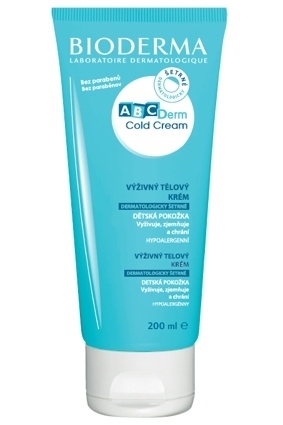 BIODERMA
LABORATOIRE DERMATOLOGIQUE
Bez parabenů
Bez parabénov
ŠETRNÉ
DERMATOLOGICKY
ABCDerm
Cold Cream
VÝŽIVNÝ TĚLOVÝ
KRÉM
DERMATOLOGICKY ŠETRNÉ
DĚTSKÁ POKOŽKA
Vyživuje, zjemňuje
a chrání
HYPOALERGENNÍ
VÝŽIVNÝ TELOVÝ
KRÉM
DERMATOLOGICKY ŠETRNÉ
DETSKÁ POKOŽKA
Vyživuje, zjemňuje
a chráni
HYPOALERGÉNNY
200 ml e